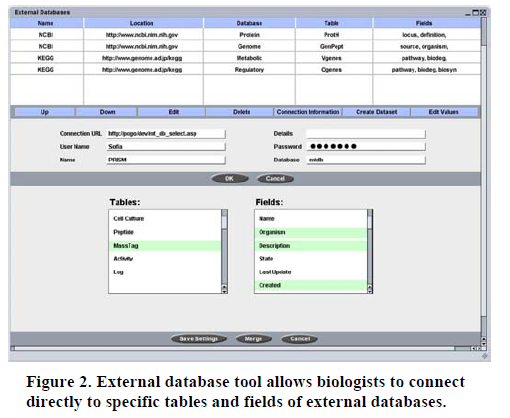 External Databases
Name Location Database Table Fields
NCBI http://www.ncbi.nlm.nih.gov Protein ProtH locus, definition,
NCBI http://www.ncbi.nlm.nih.gov Genome GenPept source, organism,
KEGG http://www.genome.ad.jp/kegg Metabolic Vgenes pathway, biodeg,
KEGG http://www.genome.ad.jp/kegg Regulatory Cgenes pathway, biodeg, biosyn
Up Down Edit Delete Connection Information Create Dataset Edit Values
Connection URL http://pogo/dev/int_db_select.asp Details
User Name Sofia Password ●●●●●●●
Name PRISM Database mtdb
OK Cancel
Tables: Fields:
Cell Culture Name
Peptide Organism
MassTag Description
Activity State
Log Last Update
Created
Save Settings Merge Cancel
Figure 2. External database tool allows biologists to connect
directly to specific tables and fields of external databases.